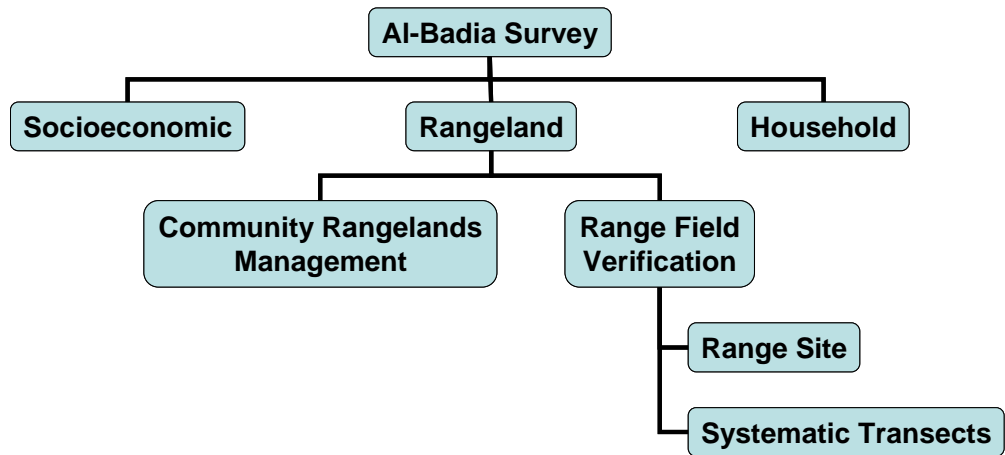 Al-Badia Survey
Socioeconomic
Rangeland
Household
Community Rangelands
Management
Range Field
Verification
Range Site
Systematic Transects